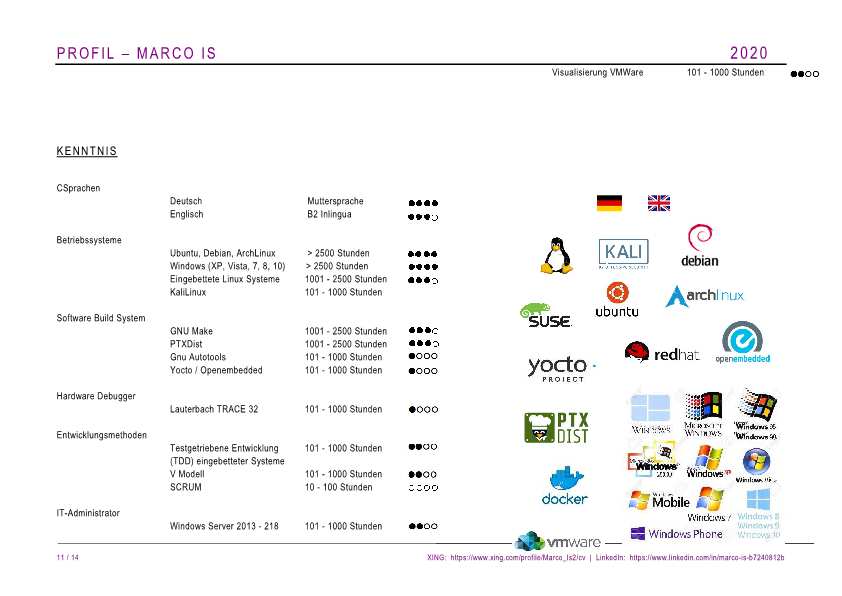 PROFIL – MARCO IS 2020
Visualisierung VMWare 101 - 1000 Stunden
KENNTNIS
CSprachen
Deutsch Muttersprache
Englisch B2 Inlingua
Betriebssysteme
Ubuntu, Debian, ArchLinux > 2500 Stunden
Windows (XP, Vista, 7, 8, 10) > 2500 Stunden
Eingebettete Linux Systeme 1001 - 2500 Stunden
KaliLinux 101 - 1000 Stunden
Software Build System
GNU Make 1001 - 2500 Stunden
PTXDist 1001 - 2500 Stunden
Gnu Autotools 101 - 1000 Stunden
Yocto / Openembedded 101 - 1000 Stunden
Hardware Debugger
Lauterbach TRACE 32 101 - 1000 Stunden
Entwicklungsmethoden
Testgetriebene Entwicklung 101 - 1000 Stunden
(TDD) eingebetteter Systeme
V Modell 101 - 1000 Stunden
SCRUM 10 - 100 Stunden
IT-Administrator
Windows Server 2013 - 218 101 - 1000 Stunden
KALI
debian
SUSE
ubuntu
archlinux
yocto
PROJECT
redhat
openembedded
PTX
DIST
WINDOWS
MICROSOFT
WINDOWS
Windows 95
Windows 98
Windows
2000
Windows XP
Windows Vista
docker
Windows
Mobile
Windows 7
Windows 8
Windows 9
Windows 10
vmware
Windows Phone
11 / 14
XING: https://www.xing.com/profile/Marco_Is2/cv | LinkedIn: https://www.linkedin.com/in/marco-is-b7240812b